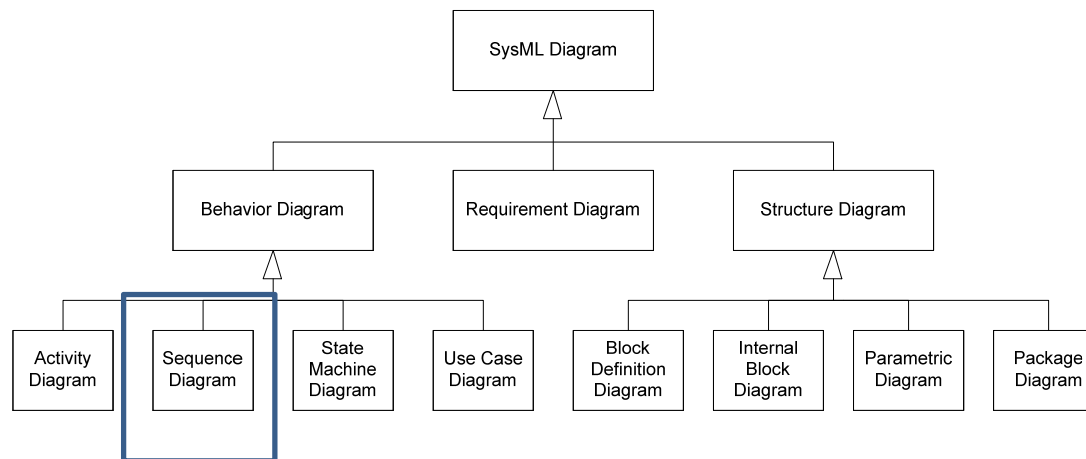 SysML Diagram
Behavior Diagram
Requirement Diagram
Structure Diagram
Activity
Diagram
Sequence
Diagram
State
Machine
Diagram
Use Case
Diagram
Block
Definition
Diagram
Internal
Block
Diagram
Parametric
Diagram
Package
Diagram